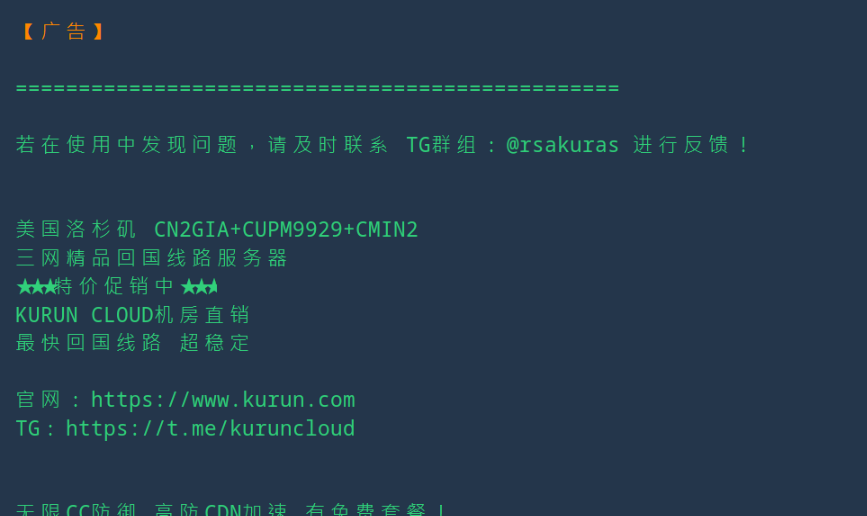 【广告】
================================================
若在使用中发现问题，请及时联系 TG群组：@rsakuras 进行反馈！
美国洛杉矶 CN2GIA+CUPM9929+CMIN2
三网精品回国线路服务器
★★★特价促销中★★★
KURUN CLOUD机房直销
最快回国线路 超稳定
官网：https://www.kurun.com
TG：https://t.me/kuruncloud
无限CC防御 高防CDN加速 有免费套餐！